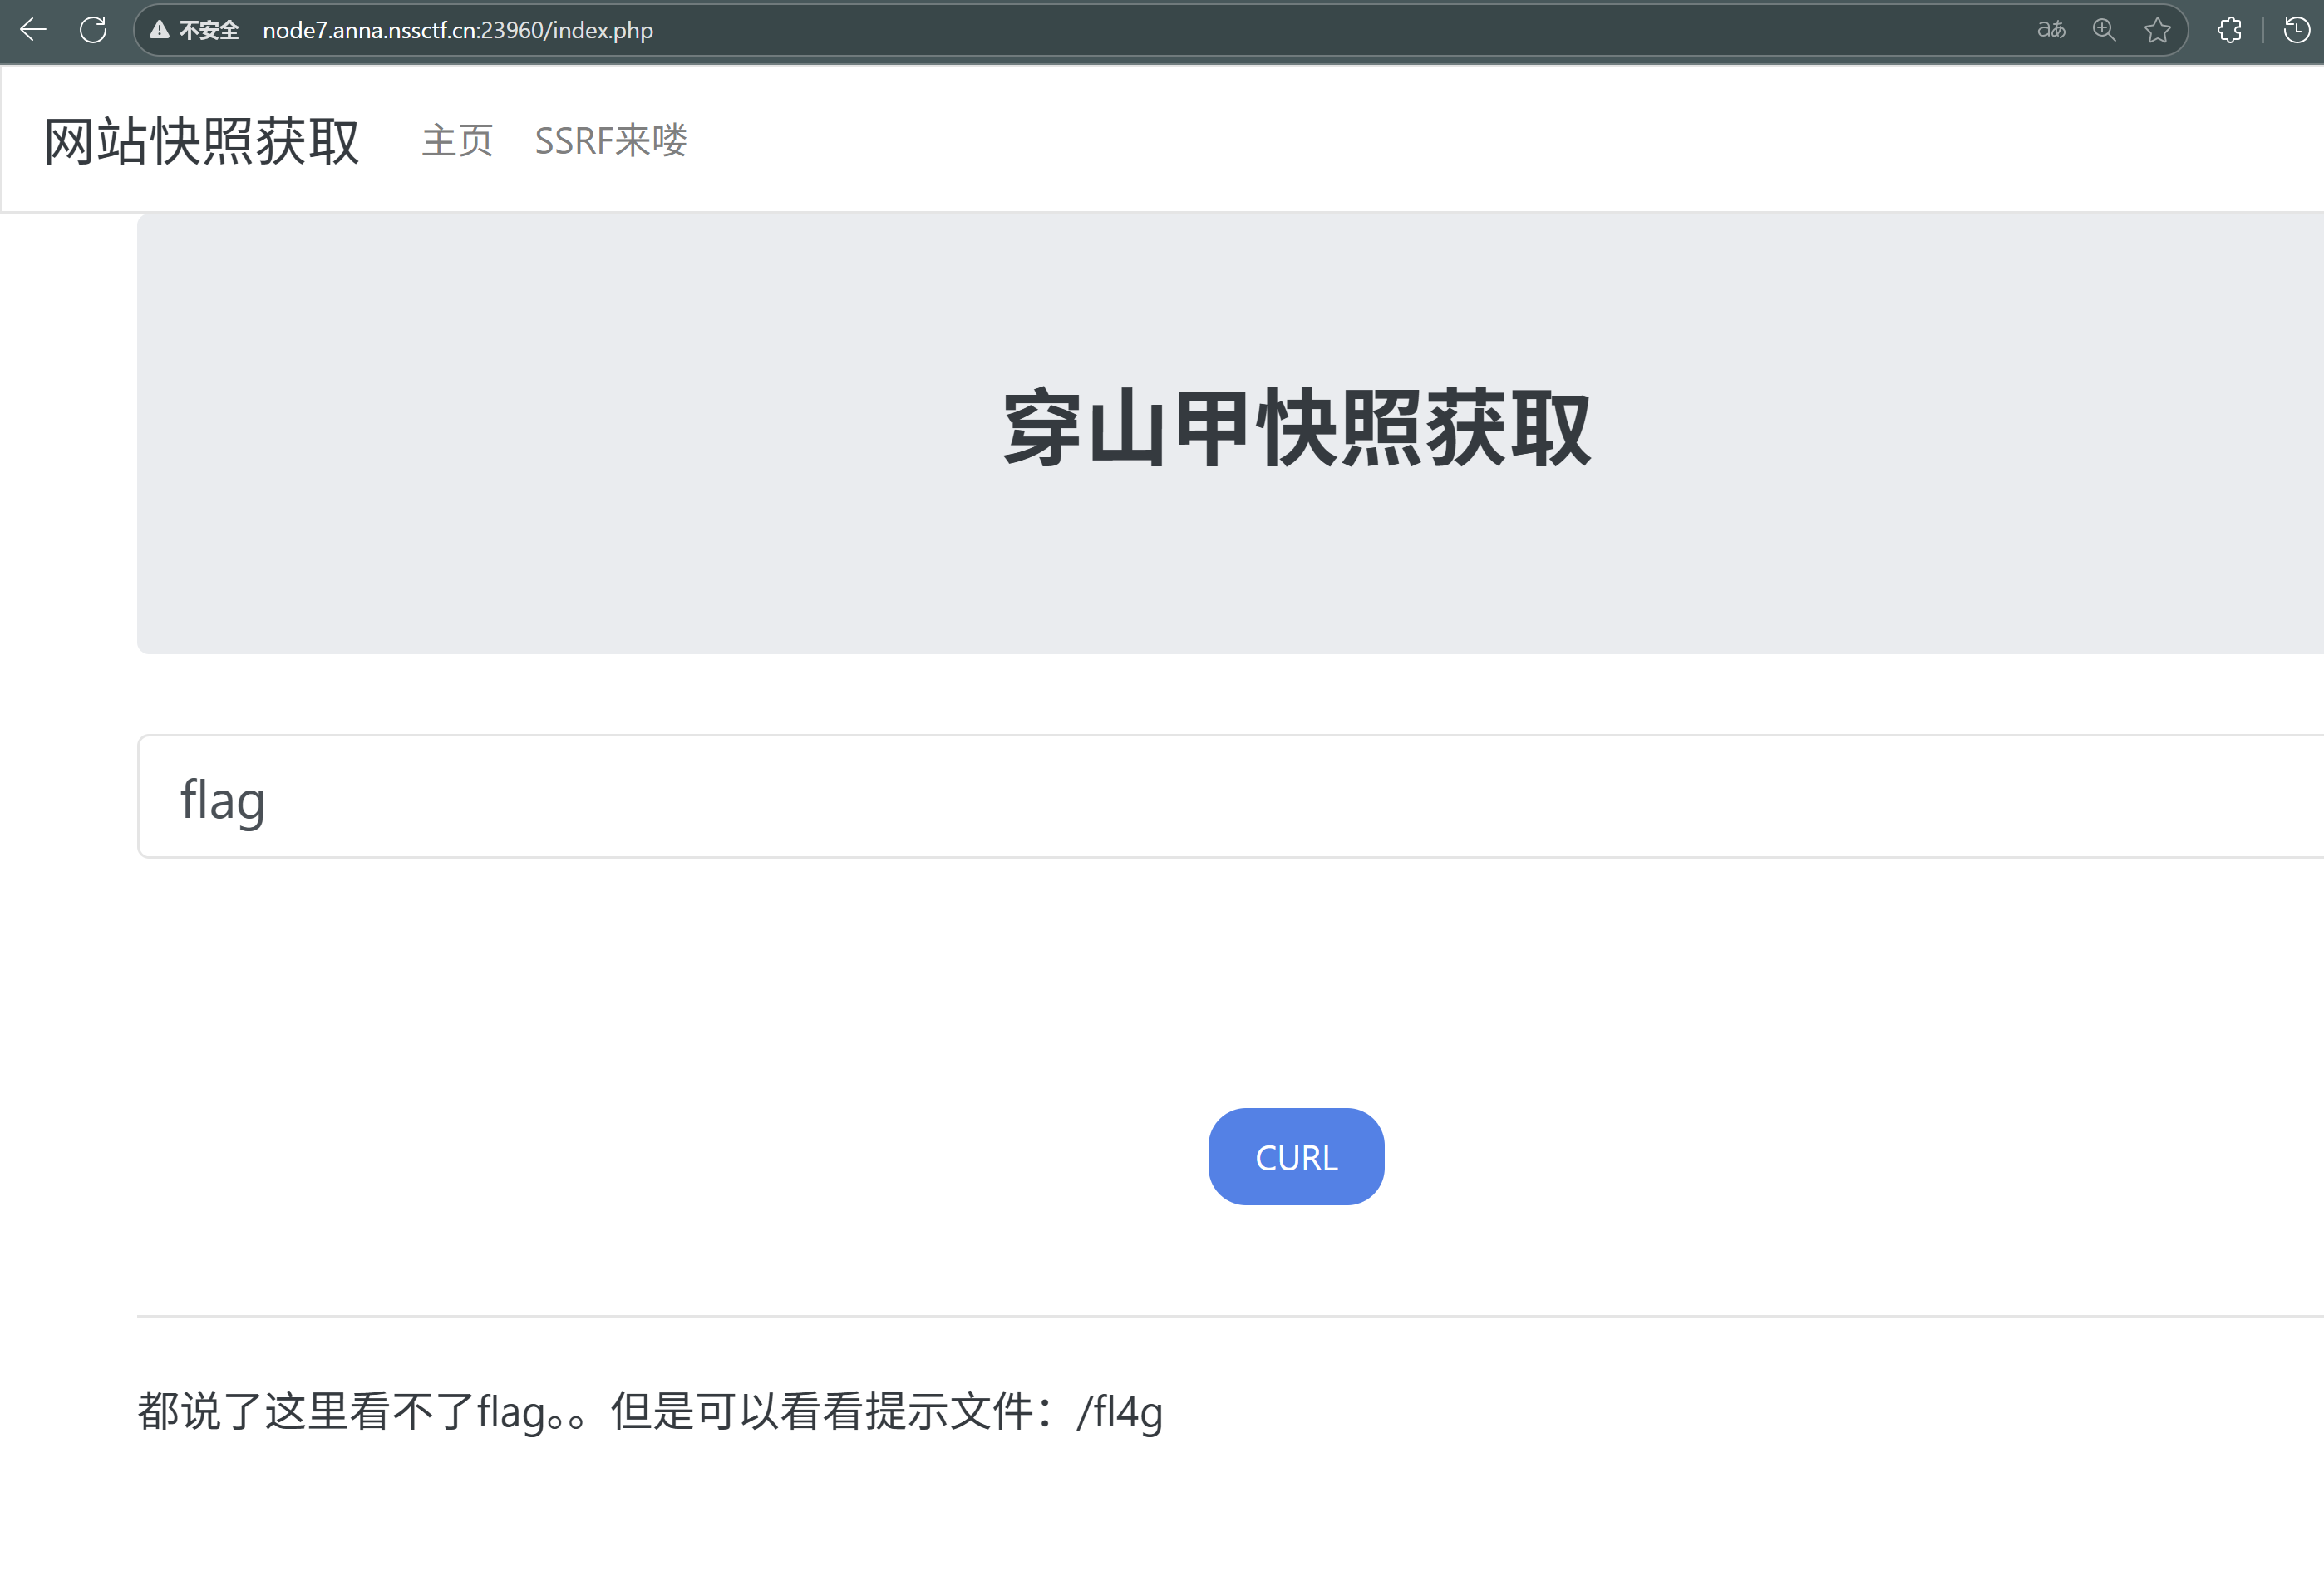 不安全 node7.anna.nssctf.cn:23960/index.php aあ
网站快照获取 主页 SSRF来喽
穿山甲快照获取
flag
CURL
都说了这里看不了flag。。但是可以看看提示文件：/fl4g